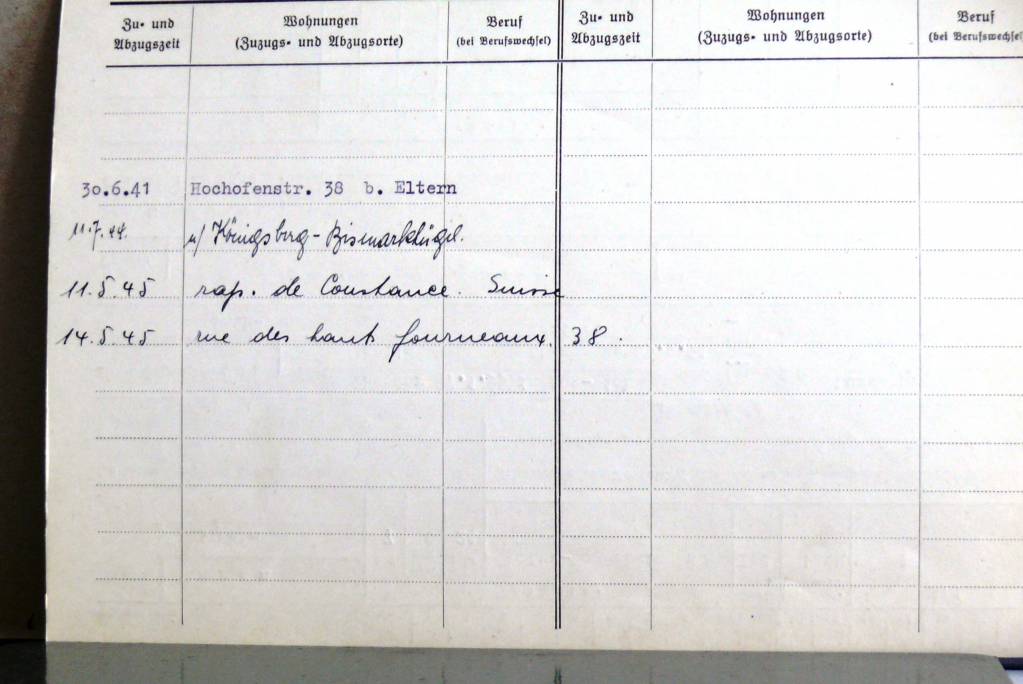 Zu- und Abzugszeit
Wohnungen
(Zuzugs- und Abzugsorte)
Beruf
(bei Berufswechsel)
Zu- und Abzugszeit
Wohnungen
(Zuzugs- und Abzugsorte)
Beruf
(bei Berufswechsel)
30.6.41 Hochofenstr. 38 b. Eltern
11.7.44. n/ Königsberg-Bismarkhügel.
11.5.45 rap. de Constance. Suisse
14.5.45 rue des haut fourneaux. 38.